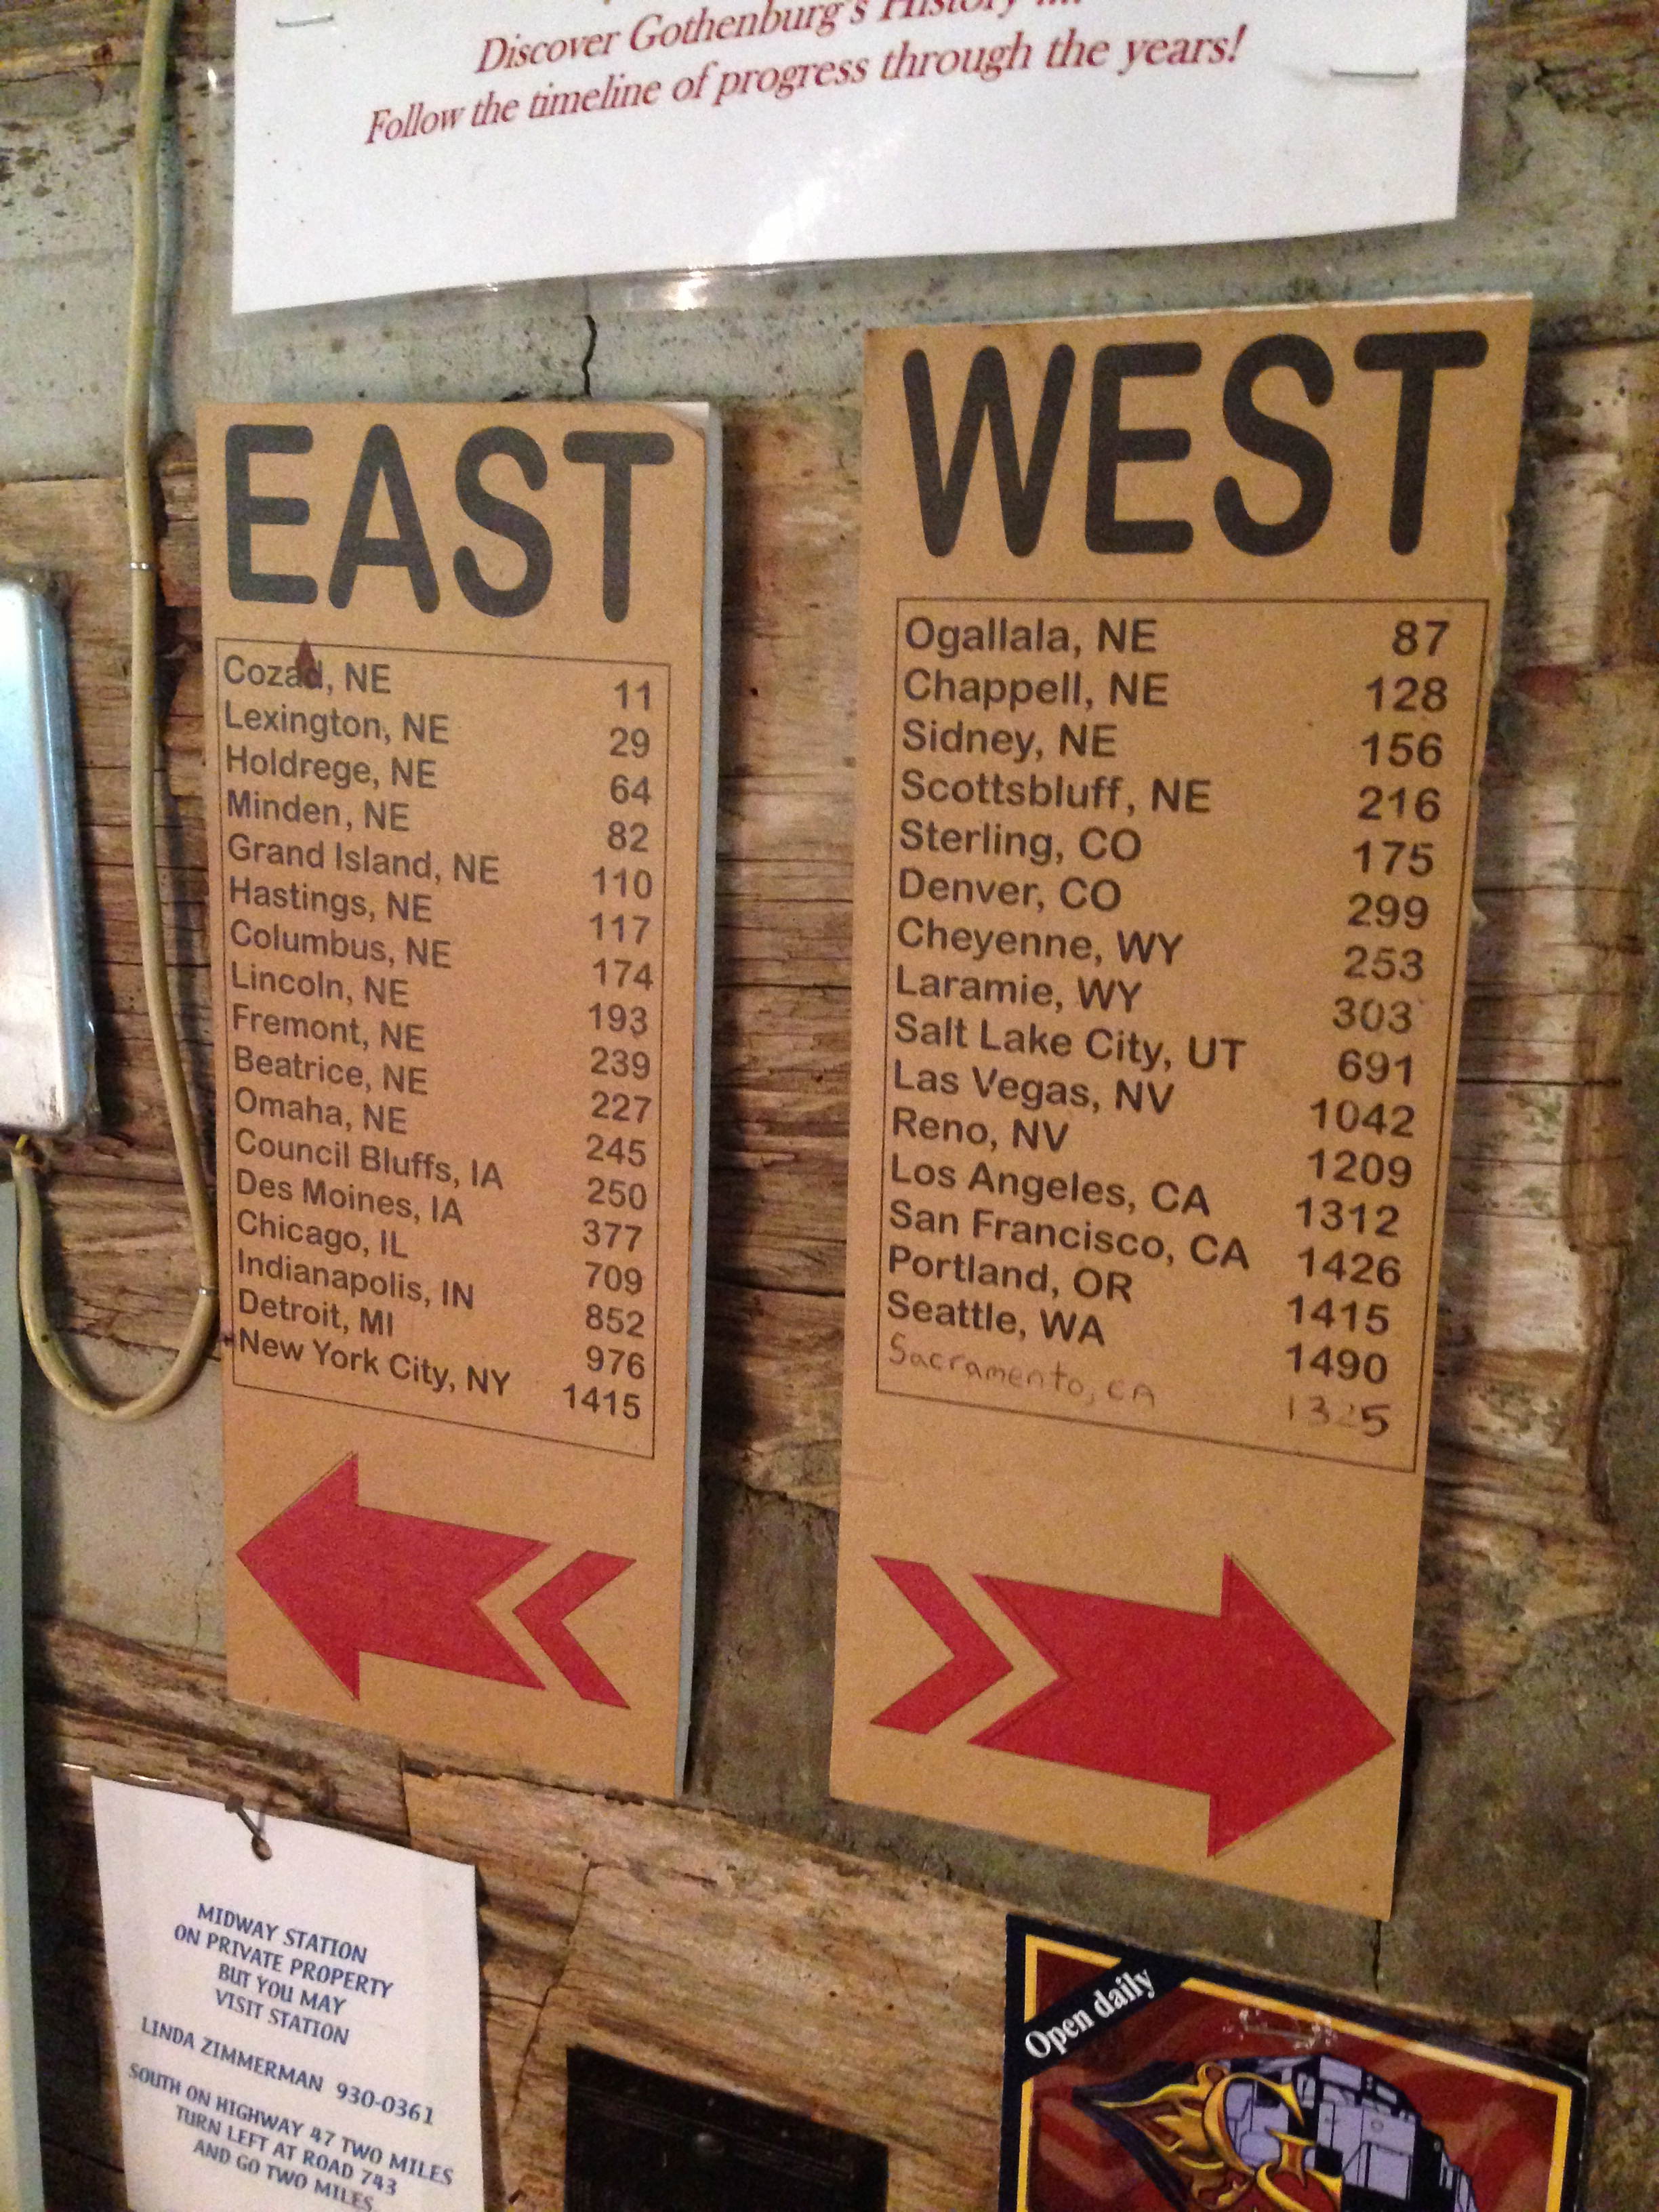 Discover Gothenburg's History
Follow the timeline of progress through the years!
EAST
Cozad, NE 11
Lexington, NE 29
Holdrege, NE 64
Minden, NE 82
Grand Island, NE 110
Hastings, NE 117
Columbus, NE 174
Lincoln, NE 193
Fremont, NE 239
Beatrice, NE 227
Omaha, NE 245
Council Bluffs, IA 250
Des Moines, IA 377
Chicago, IL 709
Indianapolis, IN 852
Detroit, MI 976
New York City, NY 1415
WEST
Ogallala, NE 87
Chappell, NE 128
Sidney, NE 156
Scottsbluff, NE 216
Sterling, CO 175
Denver, CO 299
Cheyenne, WY 253
Laramie, WY 303
Salt Lake City, UT 691
Las Vegas, NV 1042
Reno, NV 1209
Los Angeles, CA 1312
San Francisco, CA 1426
Portland, OR 1415
Seattle, WA 1490
Sacramento, CA 1325
MIDWAY STATION
ON PRIVATE PROPERTY
BUT YOU MAY
VISIT STATION
LINDA ZIMMERMAN 930-0361
SOUTH ON HIGHWAY 47 TWO MILES
TURN LEFT AT ROAD 743
AND GO TWO MILES
Open daily